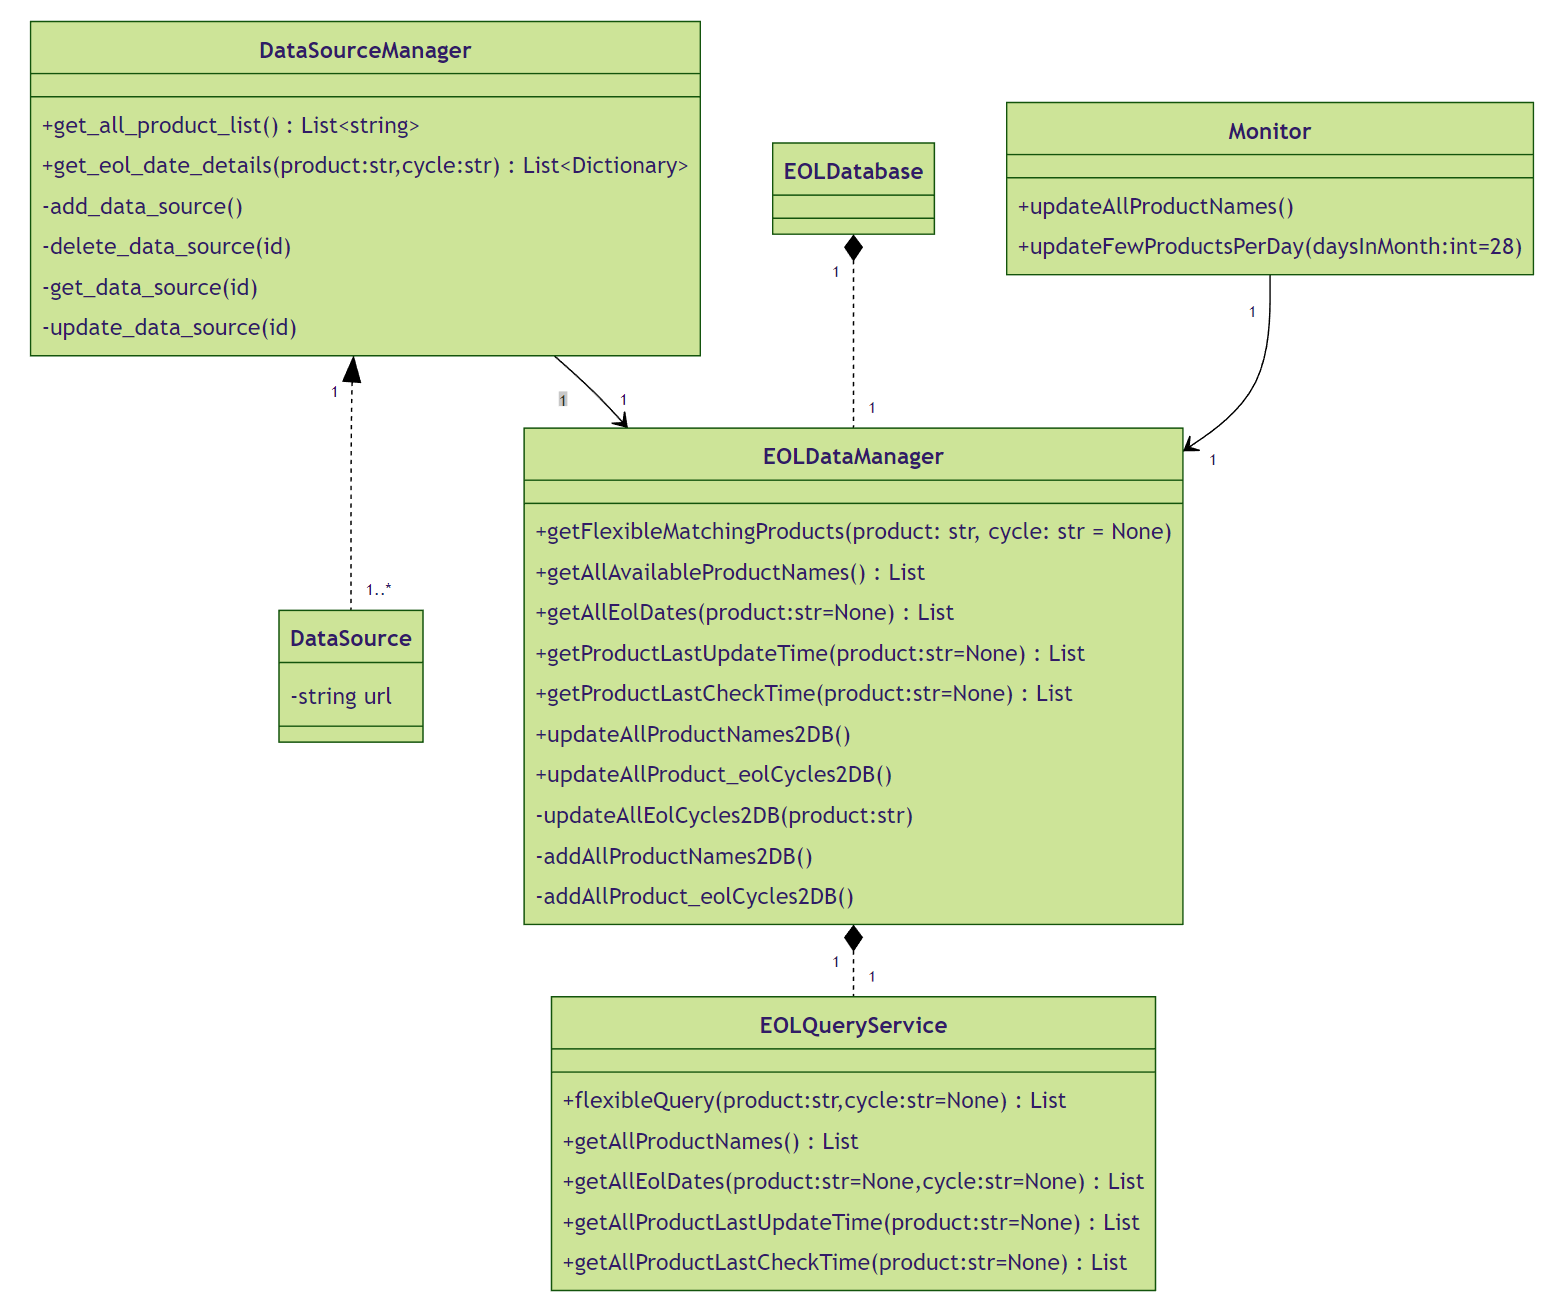 DataSourceManager
+get_all_product_list() : List<string>
+get_eol_date_details(product:str,cycle:str) : List<Dictionary>
-add_data_source()
-delete_data_source(id)
-get_data_source(id)
-update_data_source(id)
EOLDatabase
Monitor
+updateAllProductNames()
+updateFewProductsPerDay(daysInMonth:int=28)
1
1
1
1
1
1
1
1
1..*
DataSource
-string url
EOLDataManager
+getFlexibleMatchingProducts(product: str, cycle: str = None)
+getAllAvailableProductNames() : List
+getAllEolDates(product:str=None) : List
+getProductLastUpdateTime(product:str=None) : List
+getProductLastCheckTime(product:str=None) : List
+updateAllProductNames2DB()
+updateAllProduct_eolCycles2DB()
-updateAllEolCycles2DB(product:str)
-addAllProductNames2DB()
-addAllProduct_eolCycles2DB()
1
1
EOLQueryService
+flexibleQuery(product:str,cycle:str=None) : List
+getAllProductNames() : List
+getAllEolDates(product:str=None,cycle:str=None) : List
+getAllProductLastUpdateTime(product:str=None) : List
+getAllProductLastCheckTime(product:str=None) : List